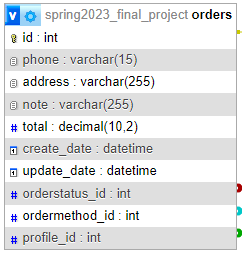 v spring2023_final_project orders
id : int
phone : varchar(15)
address : varchar(255)
note : varchar(255)
# total : decimal(10,2)
create_date : datetime
update_date : datetime
# orderstatus_id : int
# ordermethod_id : int
# profile_id : int